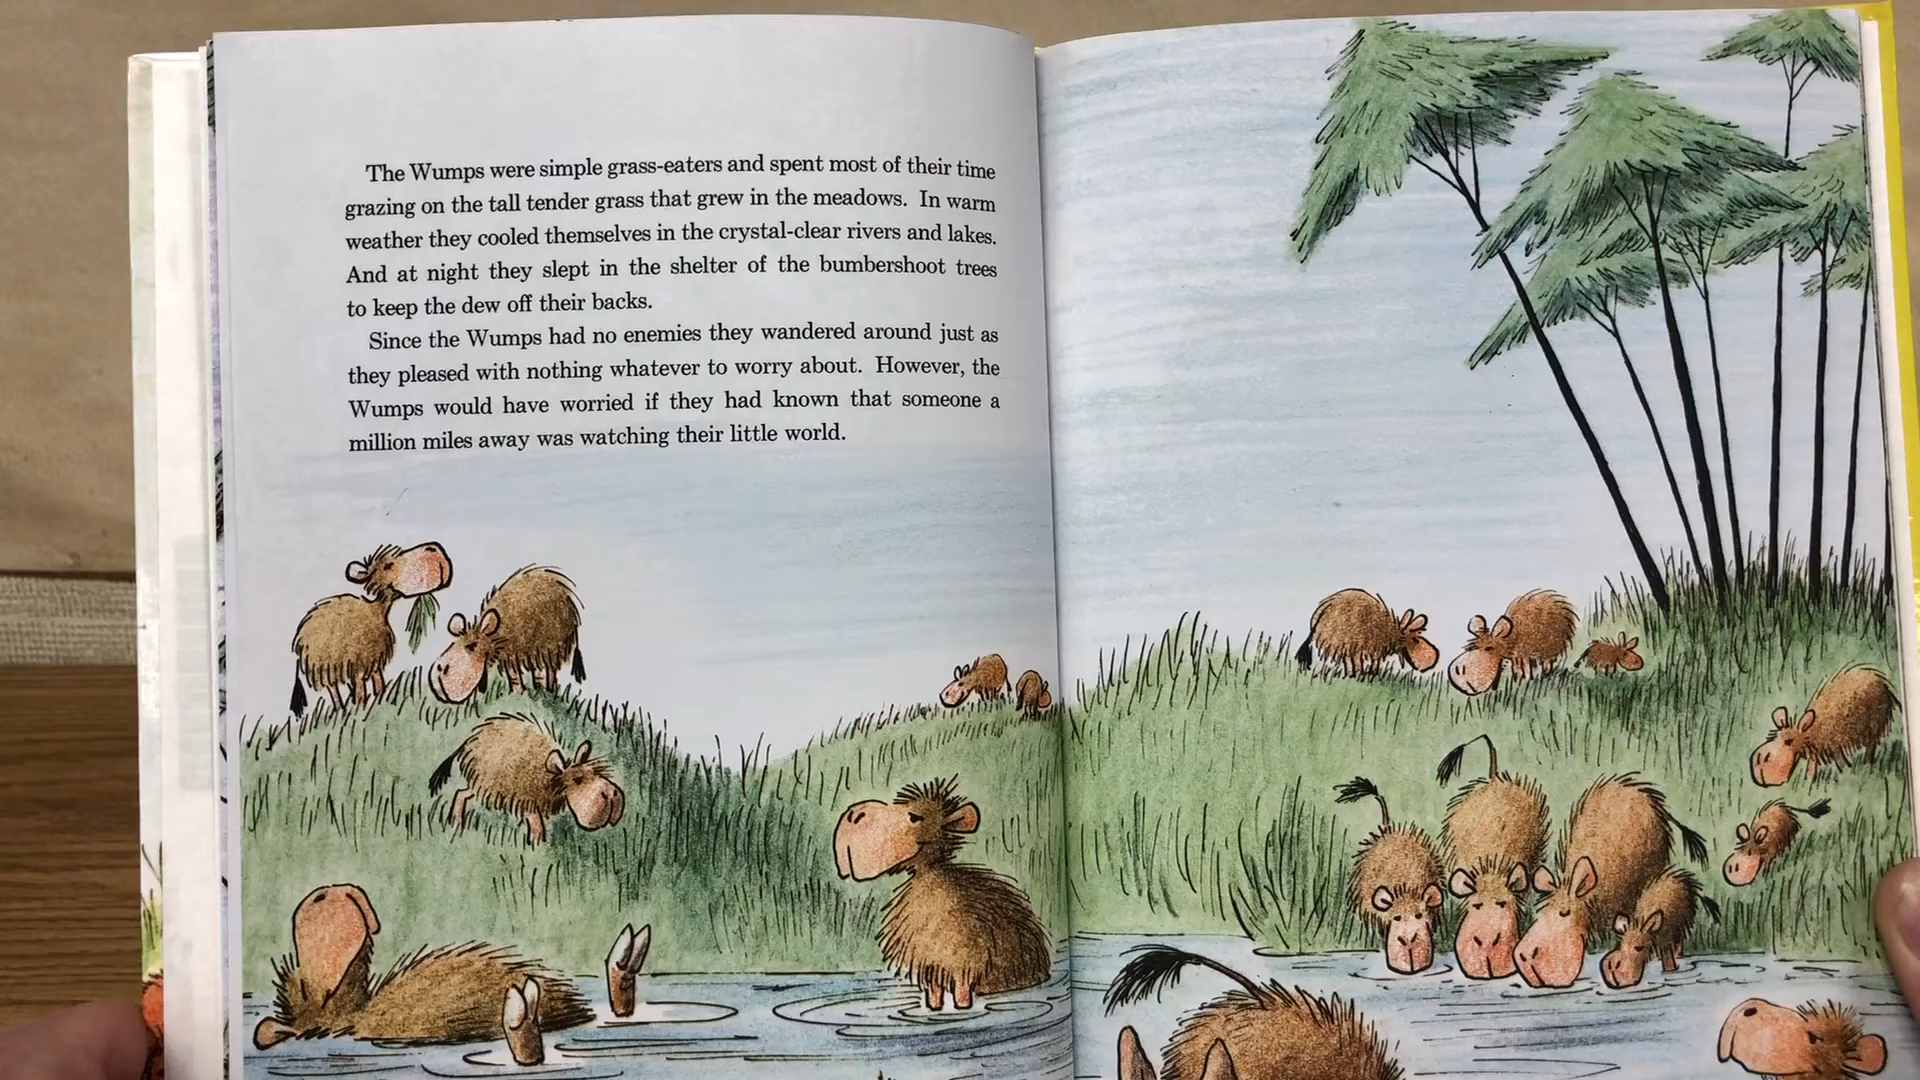 The Wumps were simple grass-eaters and spent most of their time
grazing on the tall tender grass that grew in the meadows. In warm
weather they cooled themselves in the crystal-clear rivers and lakes.
And at night they slept in the shelter of the bumbershoot trees
to keep the dew off their backs.
Since the Wumps had no enemies they wandered around just as
they pleased with nothing whatever to worry about. However, the
Wumps would have worried if they had known that someone a
million miles away was watching their little world.